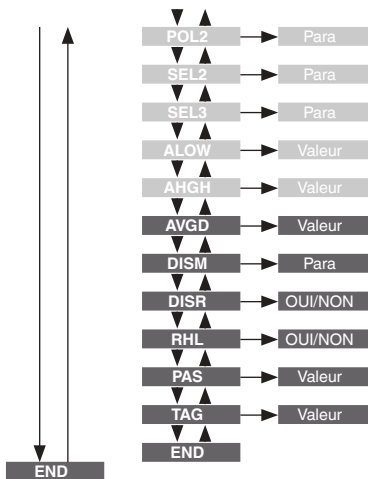 POL2 Para
SEL2 Para
SEL3 Para
ALOW Valeur
AHGH Valeur
AVGD Valeur
DISM Para
DISR OUI/NON
RHL OUI/NON
PAS Valeur
TAG Valeur
END
END